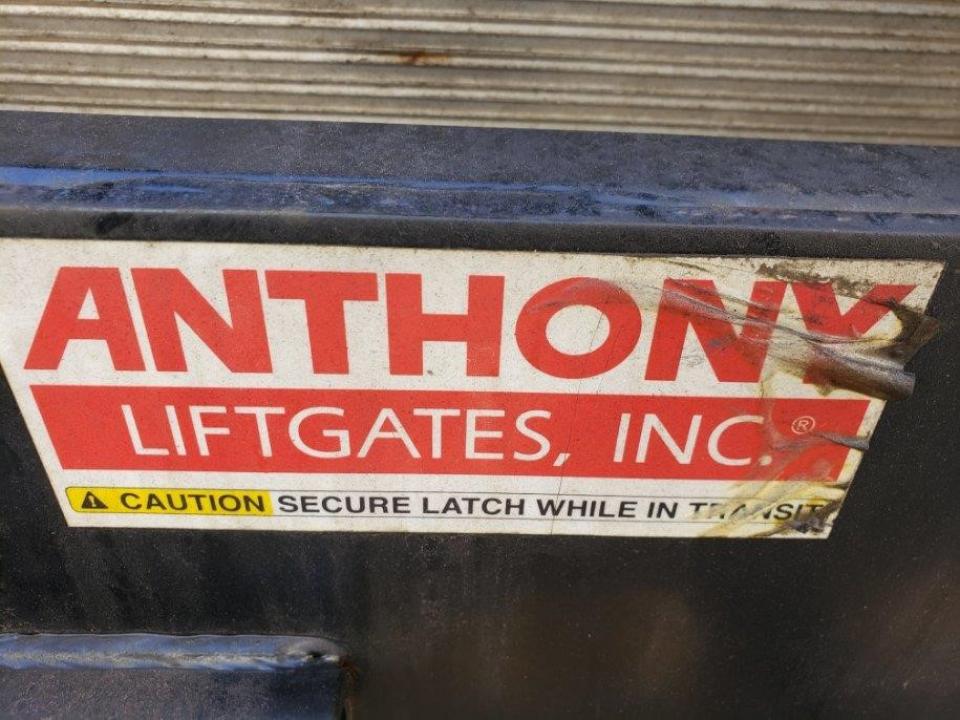 ANTHONY
LIFTGATES, INC.®
⚠ CAUTION SECURE LATCH WHILE IN TRANSIT